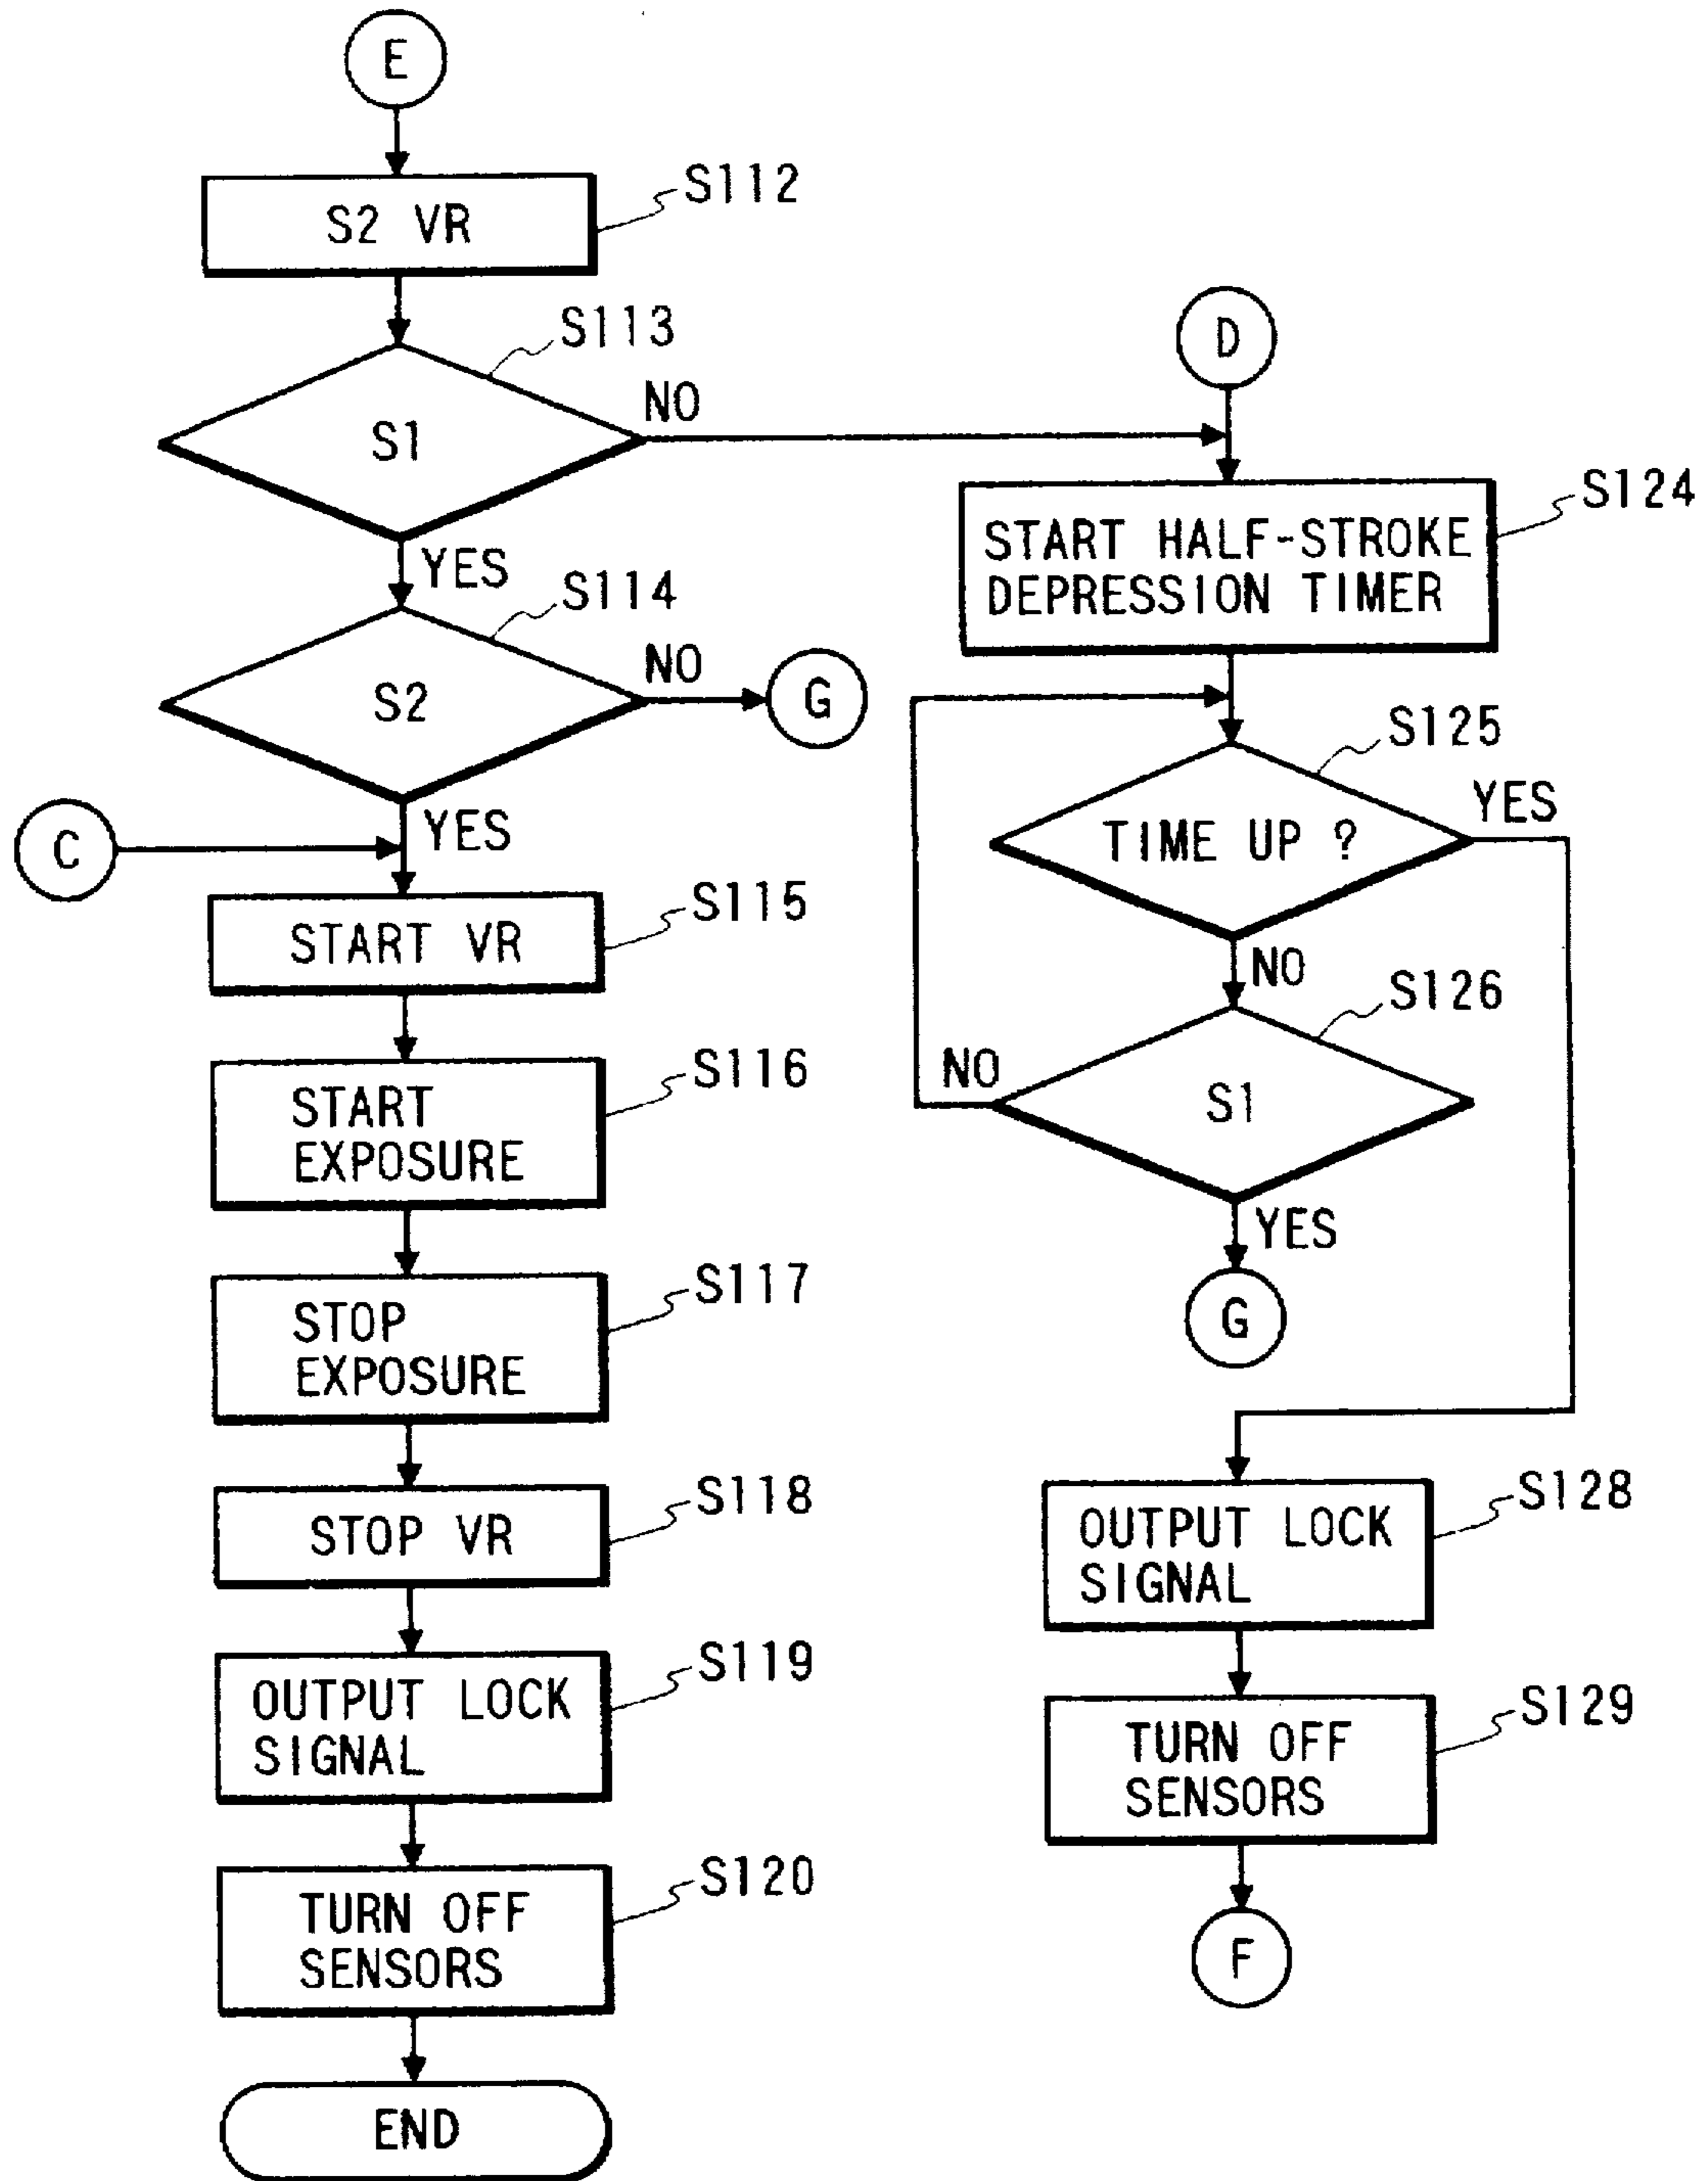 E
S2 VR
S112
S113
S1
NO
YES
S114
S2
NO
G
YES
C
START VR
S115
START
EXPOSURE
S116
STOP
EXPOSURE
S117
STOP VR
S118
OUTPUT LOCK
SIGNAL
S119
TURN OFF
SENSORS
S120
END
D
START HALF-STROKE
DEPRESSION TIMER
S124
S125
TIME UP ?
YES
NO
S126
S1
NO
YES
G
OUTPUT LOCK
SIGNAL
S128
TURN OFF
SENSORS
S129
F